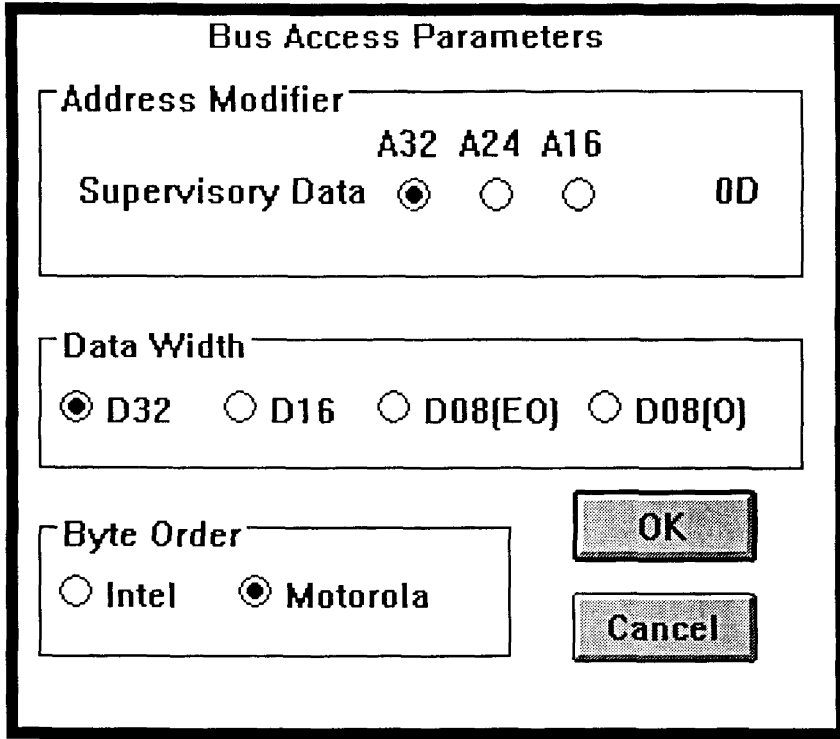 Bus Access Parameters
Address Modifier
A32 A24 A16
Supervisory Data 0D
Data Width
D32 D16 D08(EO) D08(O)
Byte Order
Intel Motorola
OK
Cancel